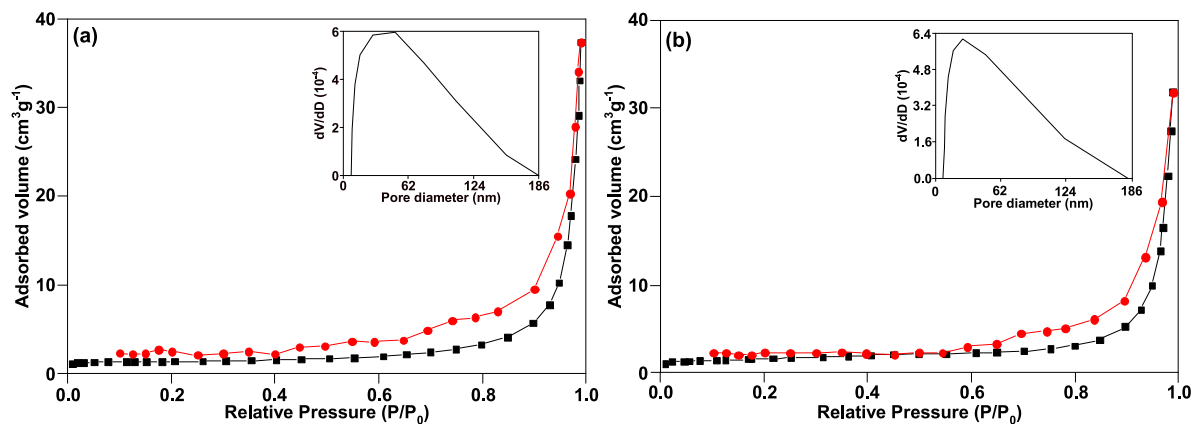 (a)
Adsorbed volume (cm³g⁻¹)
40
30
20
10
0
0.0 0.2 0.4 0.6 0.8 1.0
Relative Pressure (P/P₀)
dV/dD (10⁻⁴)
6
4
2
0
0 62 124 186
Pore diameter (nm)
(b)
Adsorbed volume (cm³g⁻¹)
40
30
20
10
0
0.0 0.2 0.4 0.6 0.8 1.0
Relative Pressure (P/P₀)
dV/dD (10⁻⁴)
6.4
4.8
3.2
1.6
0.0
0 62 124 186
Pore diameter (nm)